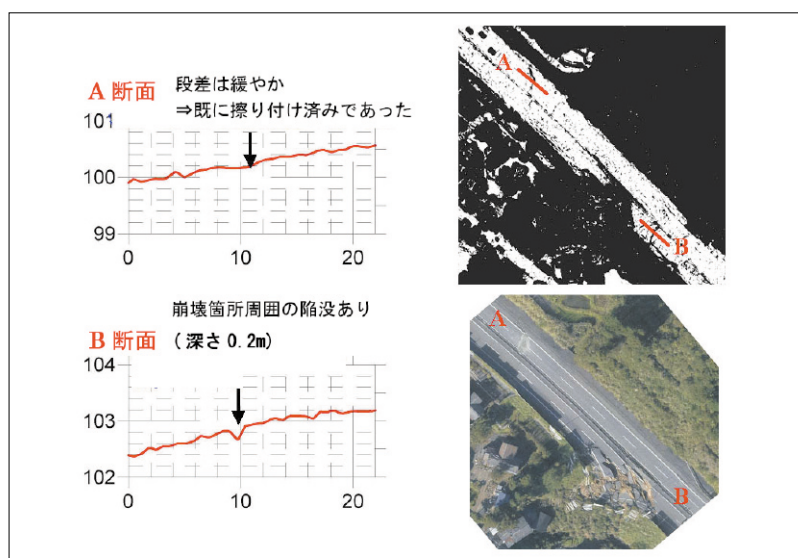 A 断面
段差は緩やか
⇒既に擦り付け済みであった
101
100
99
0
10
20
崩壊箇所周囲の陥没あり
B 断面
(深さ0.2m)
104
103
102
0
10
20
A
B
A
B